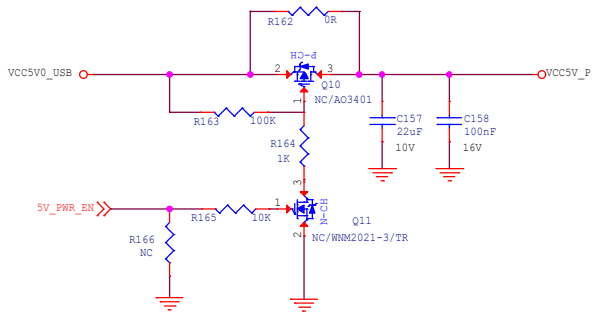 R162 0R
P-CH
VCC5V0_USB
2 3
VCC5V_P
Q10
NC/AO3401
1
R163 100K
R164
1K
C157
22uF
10V
C158
100nF
16V
3
5V_PWR_EN
R165 10K
1
N-CH
Q11
NC/WNM2021-3/TR
2
R166
NC